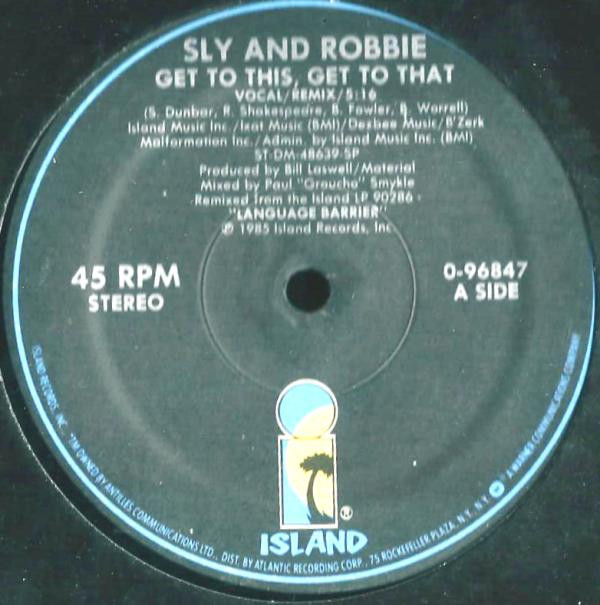 SLY AND ROBBIE
GET TO THIS, GET TO THAT
VOCAL/REMIX/5:16
(S. Dunbar, R. Shakespeare, B. Fowler, B. Worrell)
Island Music Inc./Ixat Music (BMI)/Dezbee Music/B'Zerk
Malformation Inc./Admin. by Island Music Inc. (BMI)
ST-DM-48639-SP
Produced by Bill Laswell/Material
Mixed by Paul "Groucho" Smykle
Remixed from the Island LP 90286 -
"LANGUAGE BARRIER"
℗ 1985 Island Records, Inc
45 RPM
STEREO
0-96847
A SIDE
ISLAND ®
ISLAND RECORDS, INC. "TM OWNED BY ANTILLES COMMUNICATIONS LTD., DIST. BY ATLANTIC RECORDING CORP., 75 ROCKEFELLER PLAZA, N.Y., N.Y. A WARNER COMMUNICATIONS COMPANY